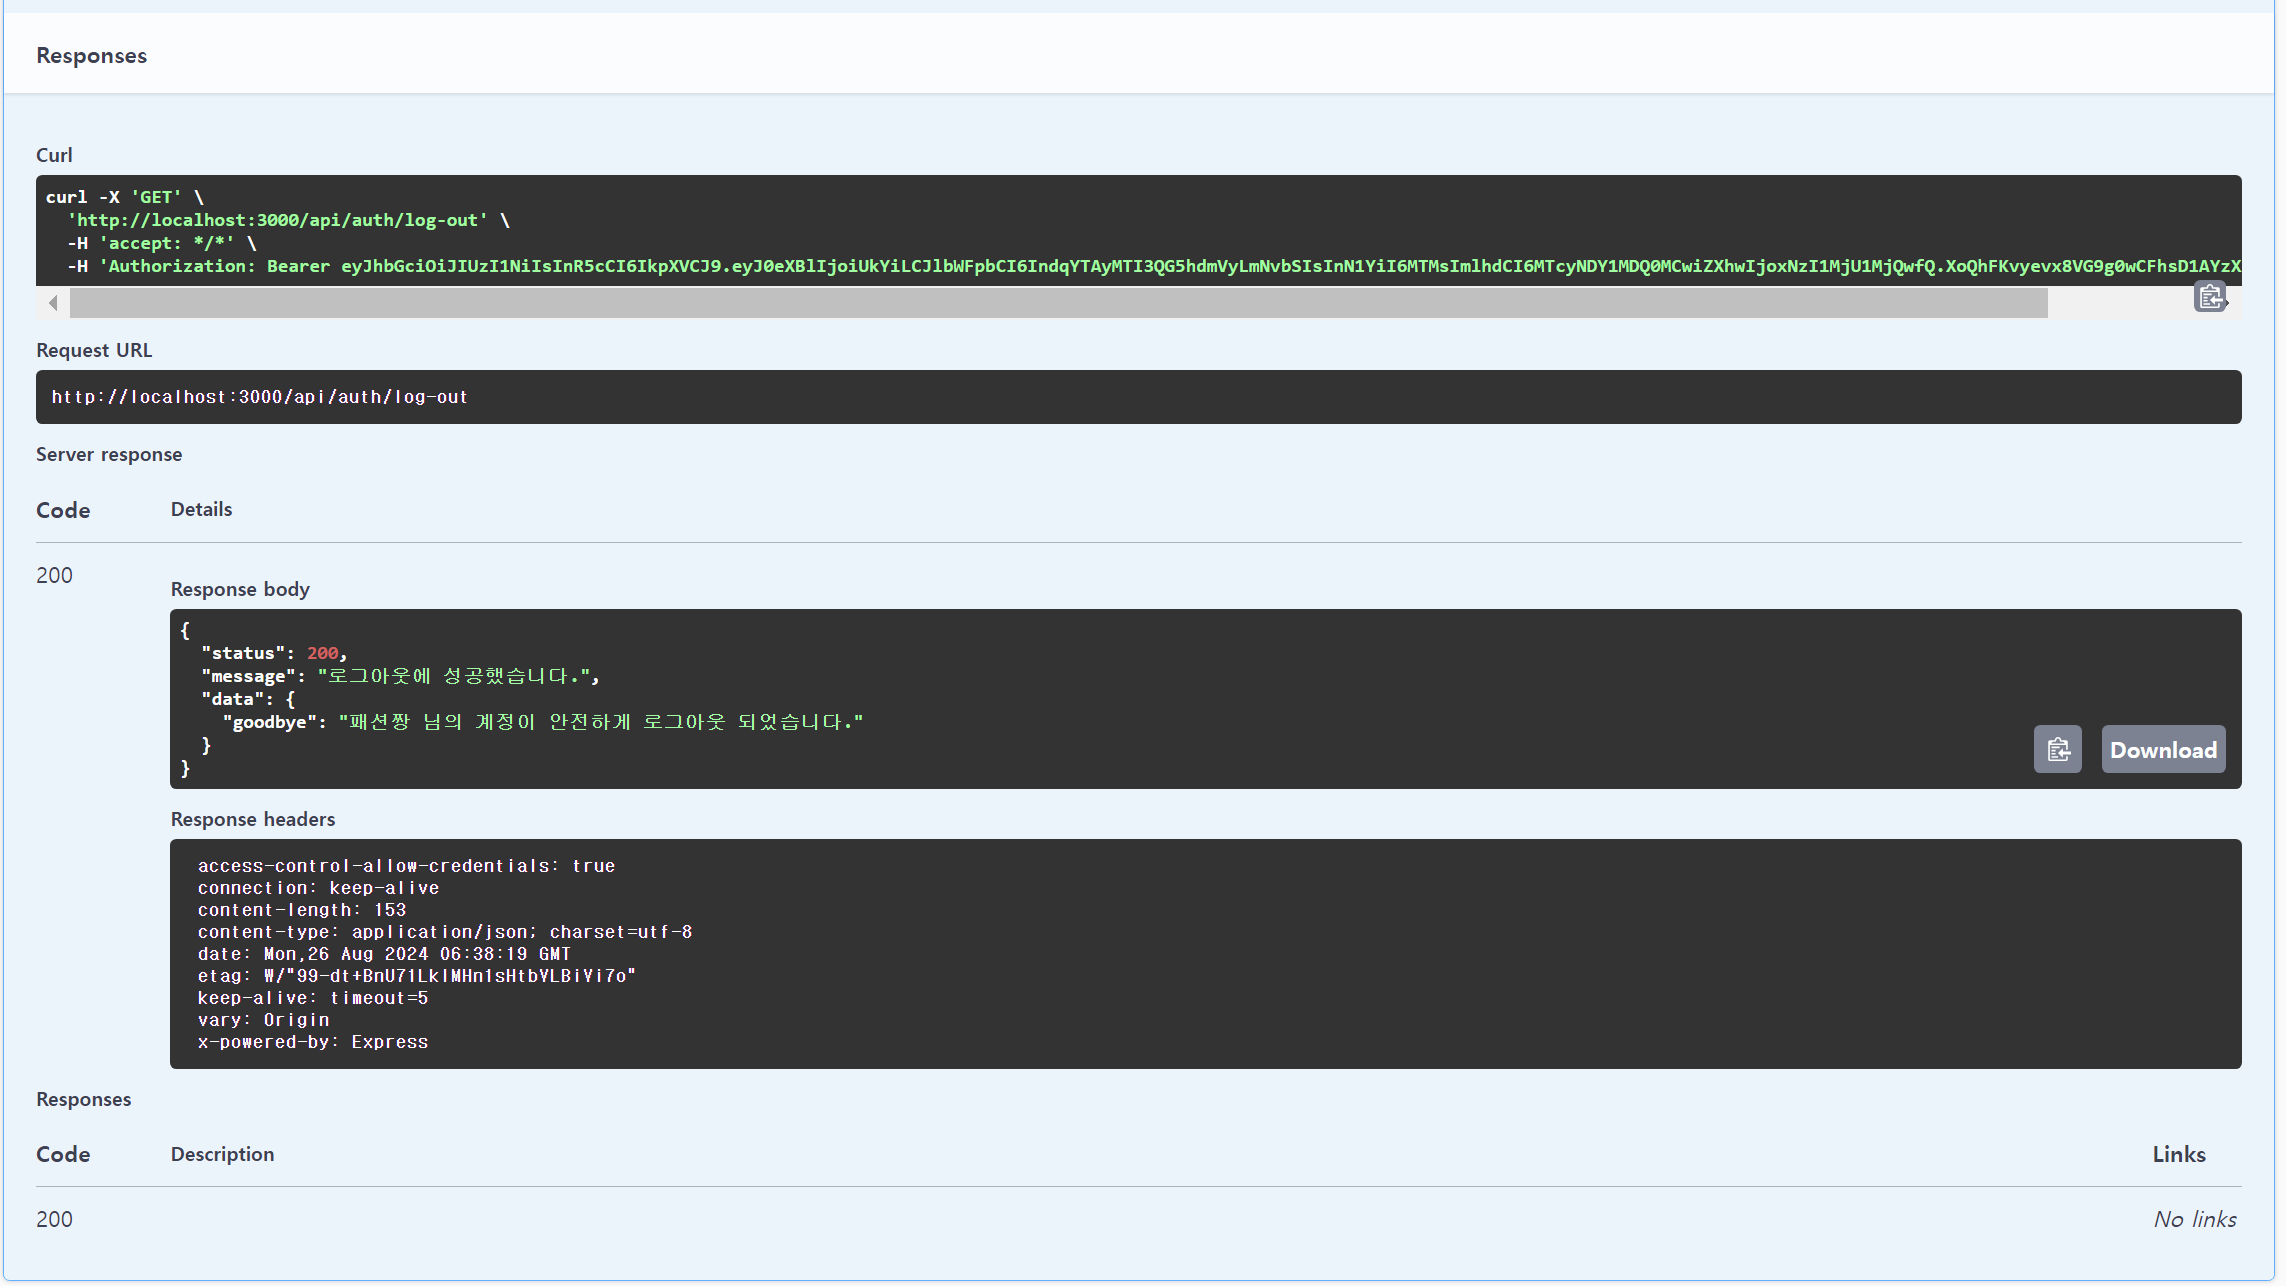 Responses
Curl
curl -X 'GET' \
'http://localhost:3000/api/auth/log-out' \
-H 'accept: */*' \
-H 'Authorization: Bearer eyJhbGciOiJIUzI1NiIsInR5cCI6IkpXVCJ9.eyJ0eXBlIjoiUkYiLCJlbWFpbCI6IndqYTAyMTI3QG5hdmVyLmNvbSIsInN1YiI6MTMsImlhdCI6MTcyNDY1MDQ0MCwiZXhwIjoxNzI1MjU1MjQwfQ.XoQhFKvyevx8VG9g0wCFhsD1AYzX
Request URL
http://localhost:3000/api/auth/log-out
Server response
Code Details
200
Response body
{
"status": 200,
"message": "로그아웃에 성공했습니다.",
"data": {
"goodbye": "패션짱 님의 계정이 안전하게 로그아웃 되었습니다."
}
}
Download
Response headers
access-control-allow-credentials: true
connection: keep-alive
content-length: 153
content-type: application/json; charset=utf-8
date: Mon,26 Aug 2024 06:38:19 GMT
etag: W/"99-dt+BnU71LklMHn1sHtbYLBiYi7o"
keep-alive: timeout=5
vary: Origin
x-powered-by: Express
Responses
Code Description Links
200 No links